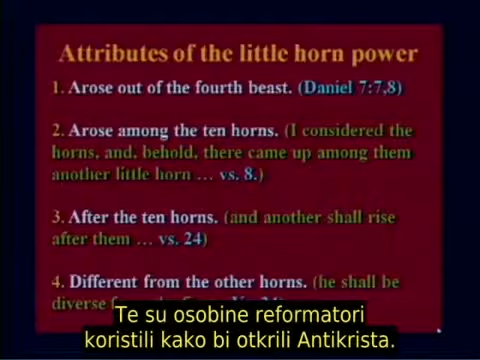 Attributes of the little horn power
1. Arose out of the fourth beast. (Daniel 7:7,8)
2. Arose among the ten horns. (I considered the
horns, and, behold, there came up among them
another little horn … vs. 8.)
3. After the ten horns. (and another shall rise
after them … vs. 24)
4. Different from the other horns. (he shall be
diverse
Te su osobine reformatori
koristili kako bi otkrili Antikrista.